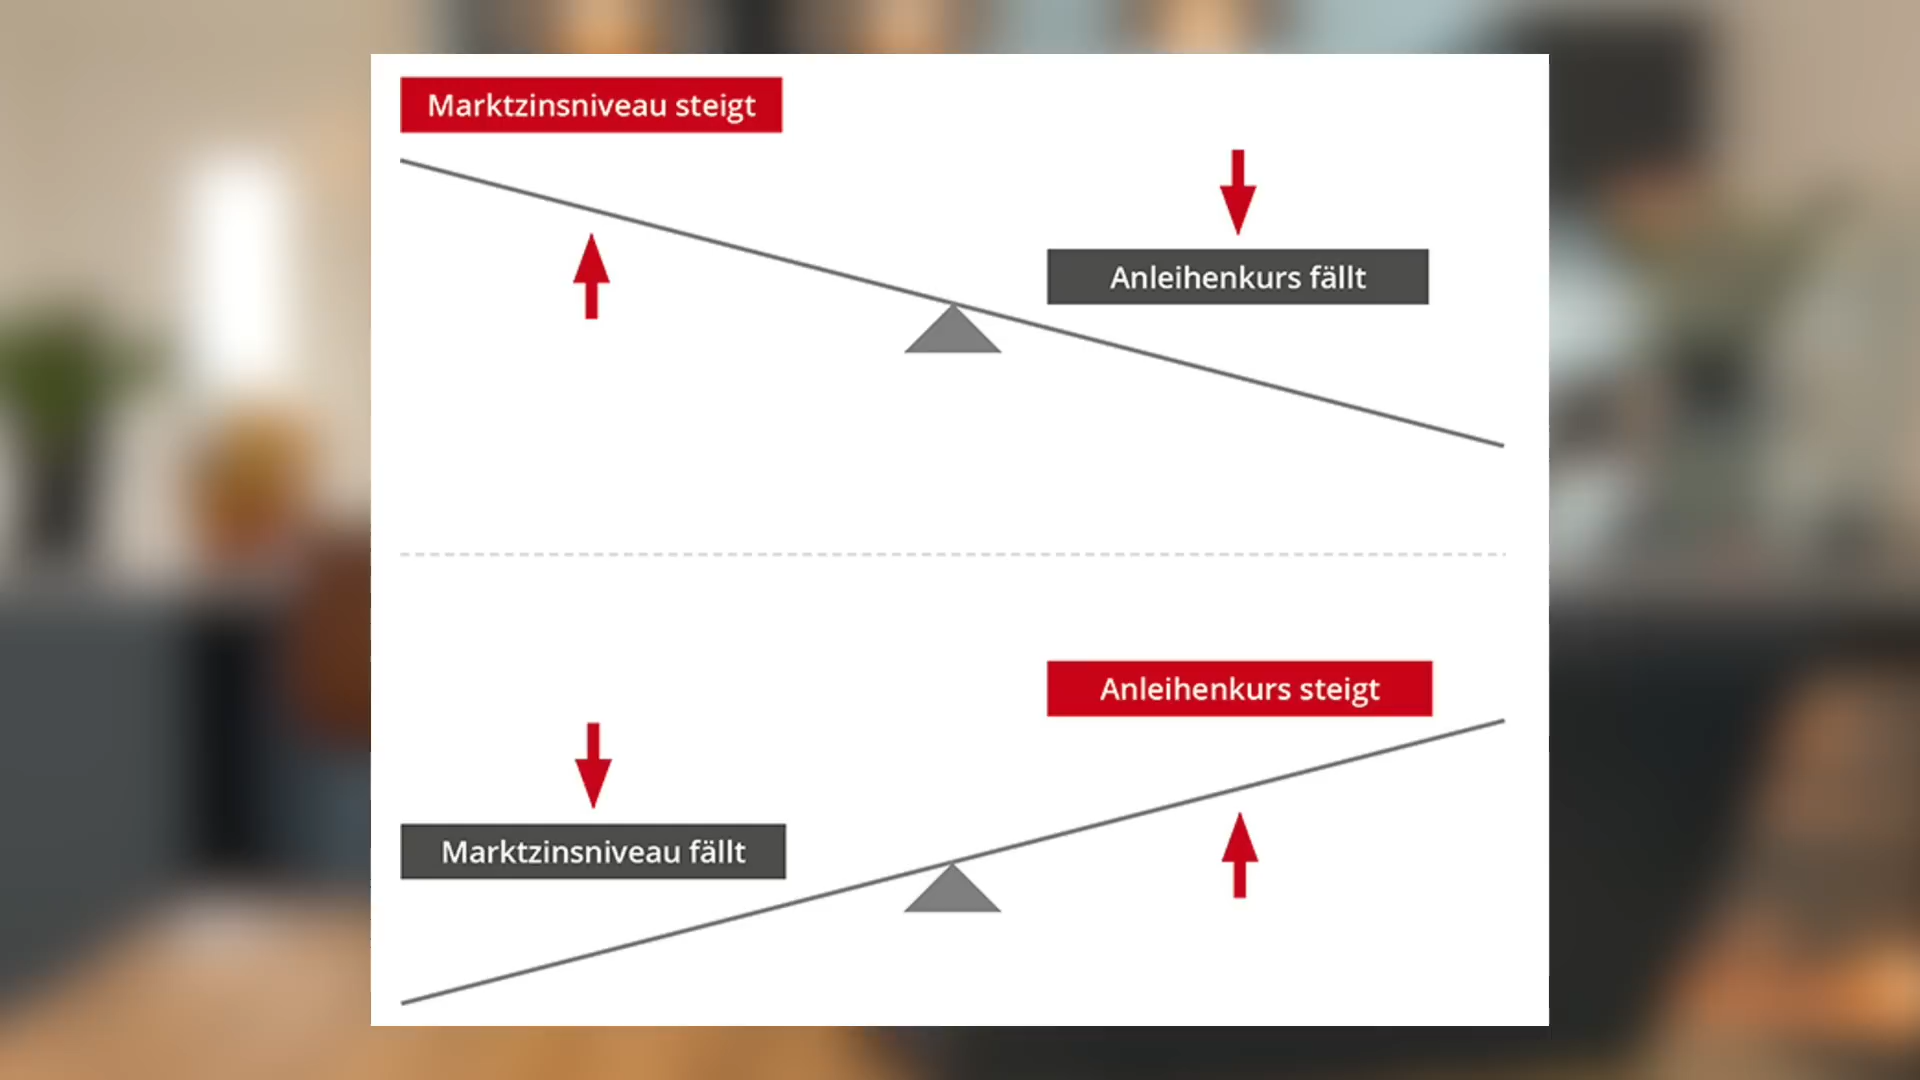 Marktzinsniveau steigt
Anleihenkurs fällt
Anleihenkurs steigt
Marktzinsniveau fällt